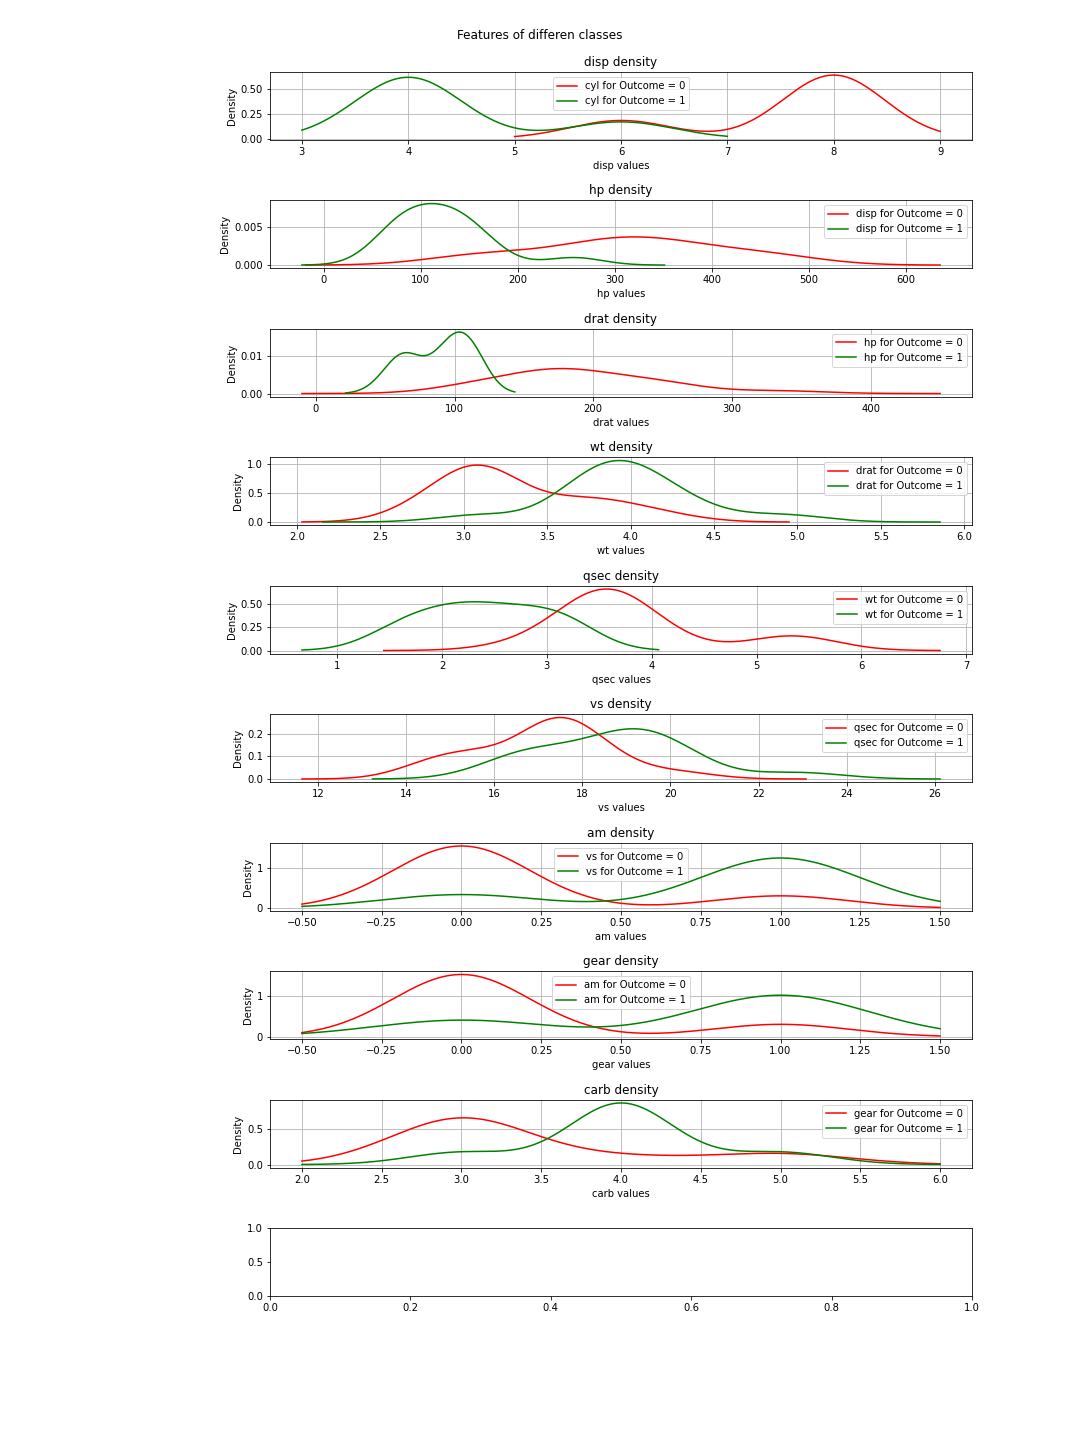 Features of differen classes
disp density
0.50
0.25
0.00
Density
cyl for Outcome = 0
cyl for Outcome = 1
3 4 5 6 7 8 9
disp values
hp density
0.005
0.000
Density
disp for Outcome = 0
disp for Outcome = 1
0 100 200 300 400 500 600
hp values
drat density
0.01
0.00
Density
hp for Outcome = 0
hp for Outcome = 1
0 100 200 300 400
drat values
wt density
1.0
0.5
0.0
Density
drat for Outcome = 0
drat for Outcome = 1
2.0 2.5 3.0 3.5 4.0 4.5 5.0 5.5 6.0
wt values
qsec density
0.50
0.25
0.00
Density
wt for Outcome = 0
wt for Outcome = 1
1 2 3 4 5 6 7
qsec values
vs density
0.2
0.1
0.0
Density
qsec for Outcome = 0
qsec for Outcome = 1
12 14 16 18 20 22 24 26
vs values
am density
1
0
Density
vs for Outcome = 0
vs for Outcome = 1
−0.50 −0.25 0.00 0.25 0.50 0.75 1.00 1.25 1.50
am values
gear density
1
0
Density
am for Outcome = 0
am for Outcome = 1
−0.50 −0.25 0.00 0.25 0.50 0.75 1.00 1.25 1.50
gear values
carb density
0.5
0.0
Density
gear for Outcome = 0
gear for Outcome = 1
2.0 2.5 3.0 3.5 4.0 4.5 5.0 5.5 6.0
carb values
1.0
0.5
0.0
0.0 0.2 0.4 0.6 0.8 1.0